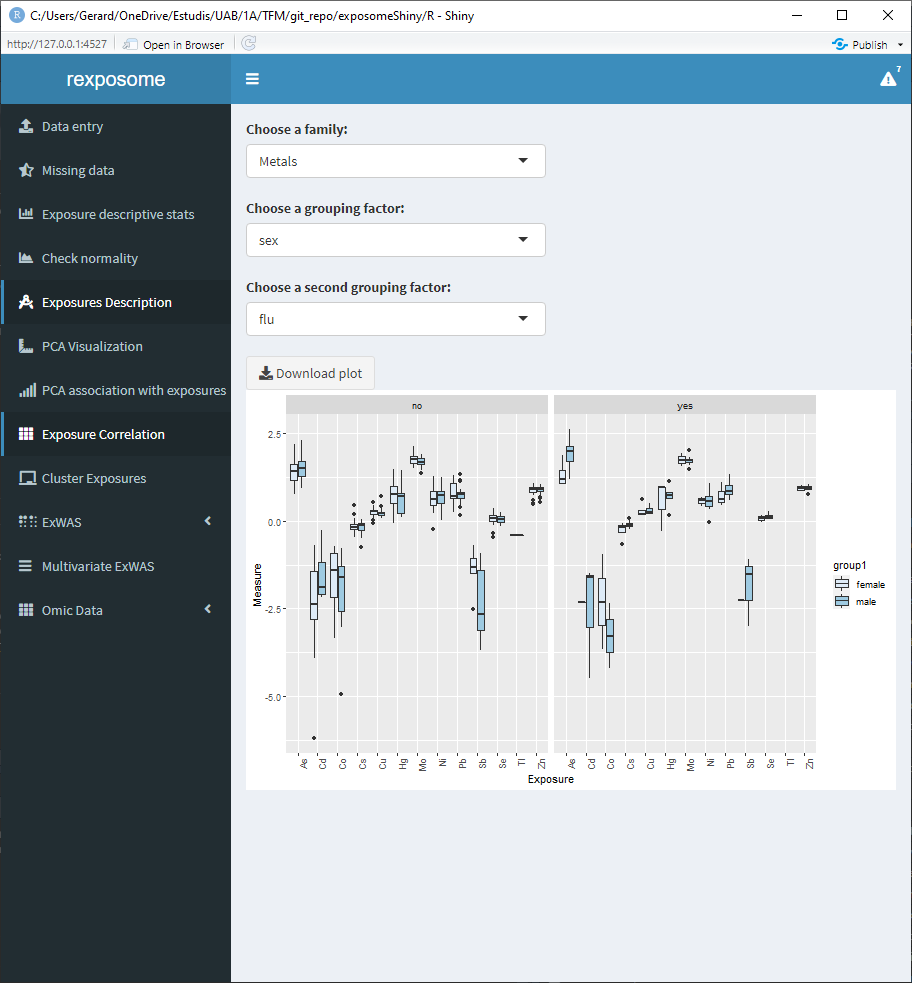 C:/Users/Gerard/OneDrive/Estudis/UAB/1A/TFM/git_repo/exposomeShiny/R - Shiny
http://127.0.0.1:4527 Open in Browser Publish
rexposome 7
Data entry
Missing data
Exposure descriptive stats
Check normality
Exposures Description
PCA Visualization
PCA association with exposures
Exposure Correlation
Cluster Exposures
ExWAS
Multivariate ExWAS
Omic Data
Choose a family:
Metals
Choose a grouping factor:
sex
Choose a second grouping factor:
flu
Download plot
no yes
2.5
0.0
-2.5
-5.0
Measure
As Cd Co Cs Cu Hg Mo Ni Pb Sb Se Tl Zn As Cd Co Cs Cu Hg Mo Ni Pb Sb Se Tl Zn
Exposure
group1
female
male